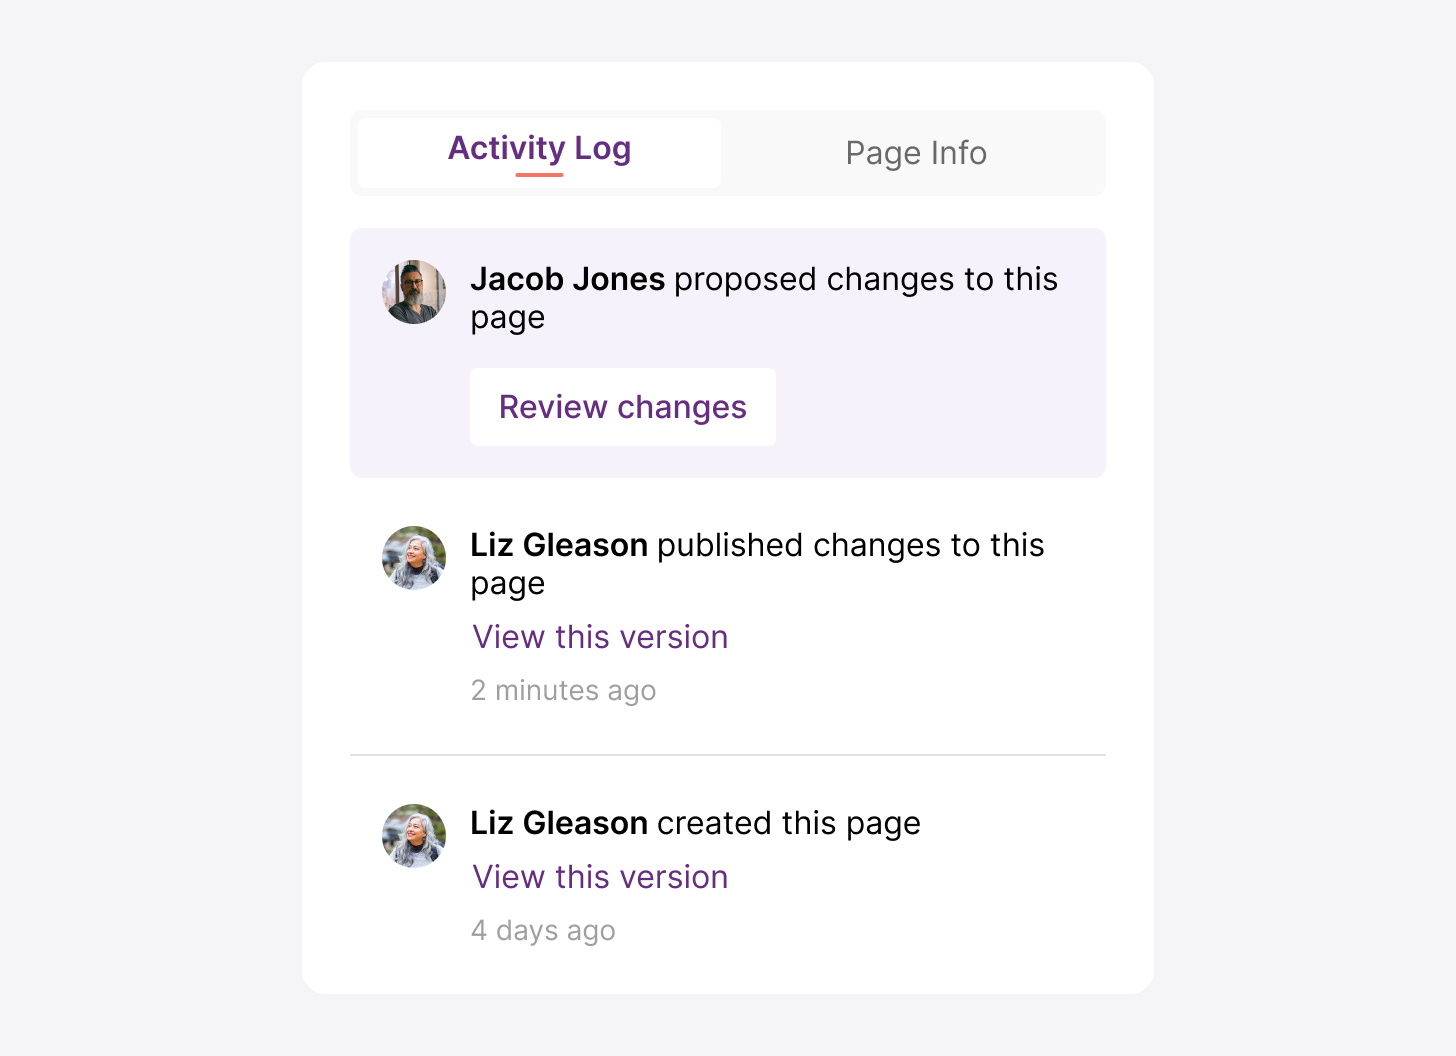 Activity Log
Page Info
Jacob Jones proposed changes to this
page
Review changes
Liz Gleason published changes to this
page
View this version
2 minutes ago
Liz Gleason created this page
View this version
4 days ago